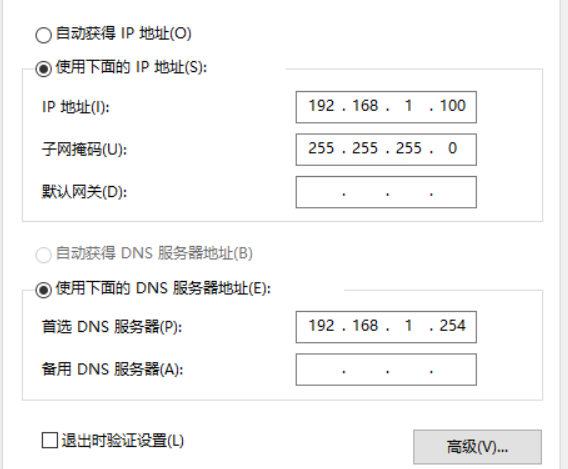 自动获得 IP 地址(O)
使用下面的 IP 地址(S):
IP 地址(I): 192 . 168 . 1 . 100
子网掩码(U): 255 . 255 . 255 . 0
默认网关(D): . . .
自动获得 DNS 服务器地址(B)
使用下面的 DNS 服务器地址(E):
首选 DNS 服务器(P): 192 . 168 . 1 . 254
备用 DNS 服务器(A): . . .
退出时验证设置(L)
高级(V)...